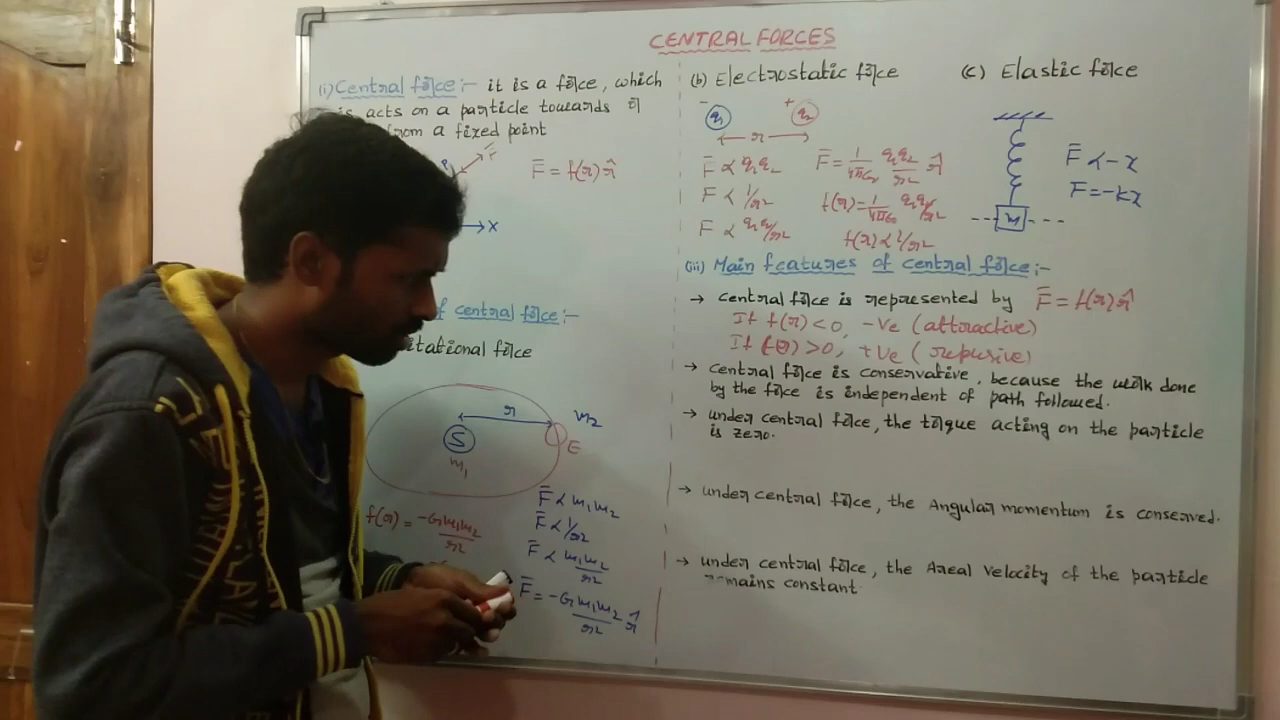 CENTRAL FORCES
(i) Central force :- it is a force, which
is acts on a particle towards or
from a fixed point
r̄
F̄ = f(r) r̂
X
of central force :-
itational force
r
m2
S
E
m1
F̄ ∝ m1m2
f(r) = -Gm1m2/r2
F̄ ∝ 1/r2
F̄ ∝ m1m2/r2
F̄ = -Gm1m2/r2 r̂
(b) Electrostatic force
- +
q1 q2
r
F̄ ∝ q1q2
F̄ = 1/4πϵ0 q1q2/r2 r̂
F ∝ 1/r2
f(r) = 1/4πϵ0 q1q2/r2
F ∝ q1q2/r2
f(r) ∝ 1/r2
(c) Elastic force
F̄ ∝ -x
F = -kx
M
(iii) Main features of central force :-
→ central force is represented by F̄ = f(r) r̂
If f(r) < 0, -Ve (attractive)
If f(r) > 0, +Ve (repusive)
→ central force is conservative, because the work done
by the force is independent of path followed.
→ under central force, the torque acting on the particle
is zero.
→ under central force, the Angular momentum is conserved.
→ under central force, the Areal velocity of the particle
remains constant.